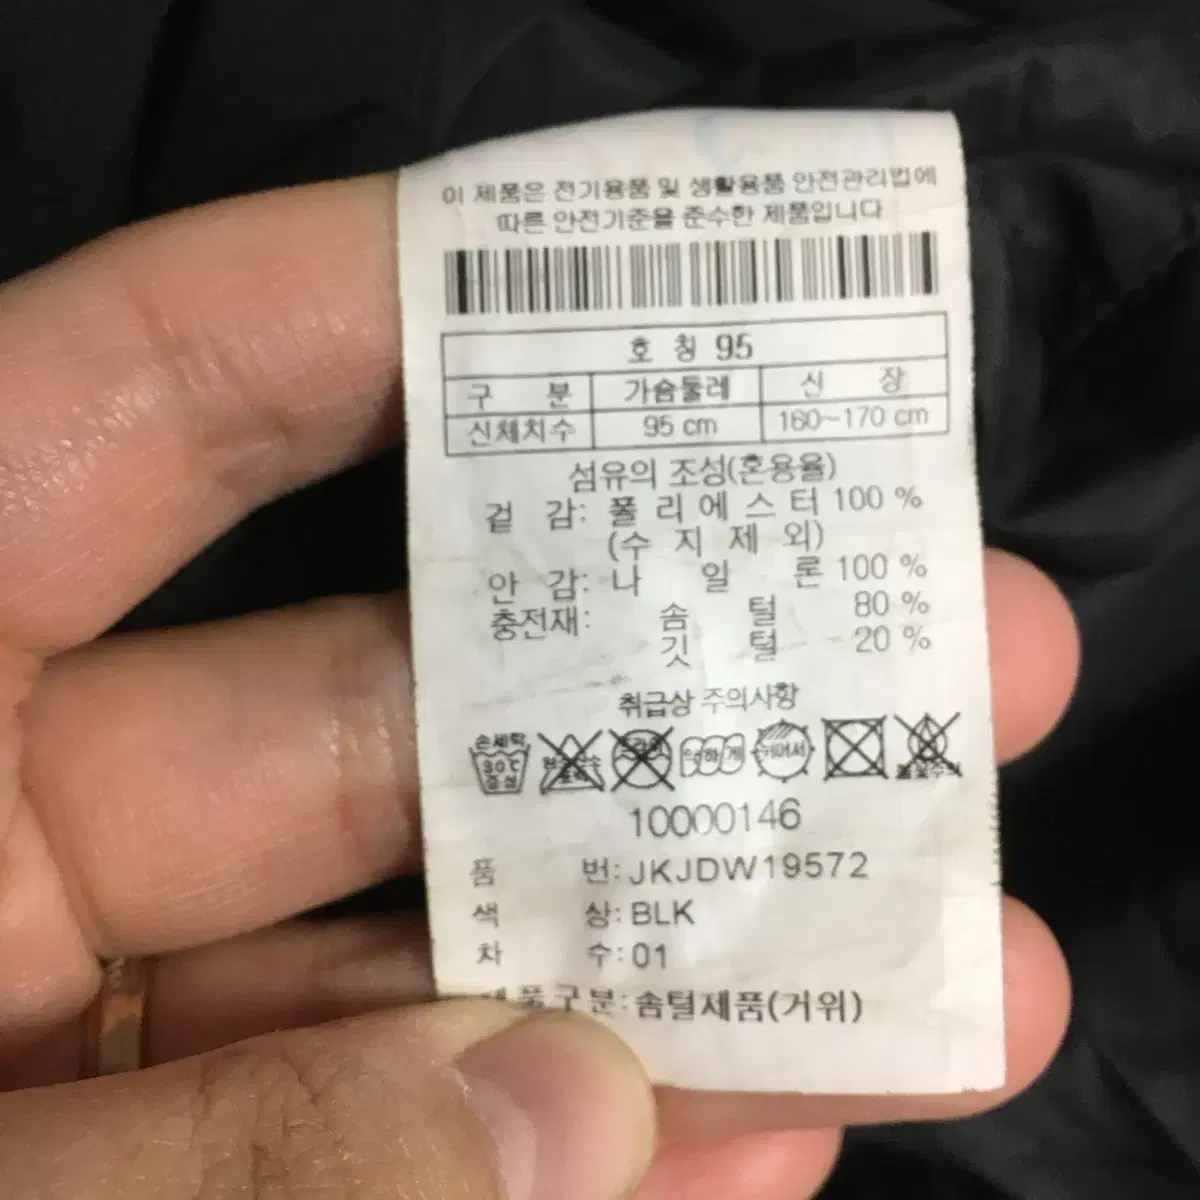 이 제품은 전기용품 및 생활용품 안전관리법에
따른 안전기준을 준수한 제품입니다
호 칭 95
구 분 가슴둘레 신 장
신체치수 95 cm 160~170 cm
섬유의 조성(혼용율)
겉 감: 폴 리 에 스 터 100 %
(수 지 제 외)
안 감: 나 일 론 100 %
충전재: 솜 털 80 %
깃 털 20 %
취급상 주의사항
손세탁 30℃ 중성
10000146
품 번: JKJDW19572
색 상: BLK
차 수: 01
품구분: 솜털제품(거위)